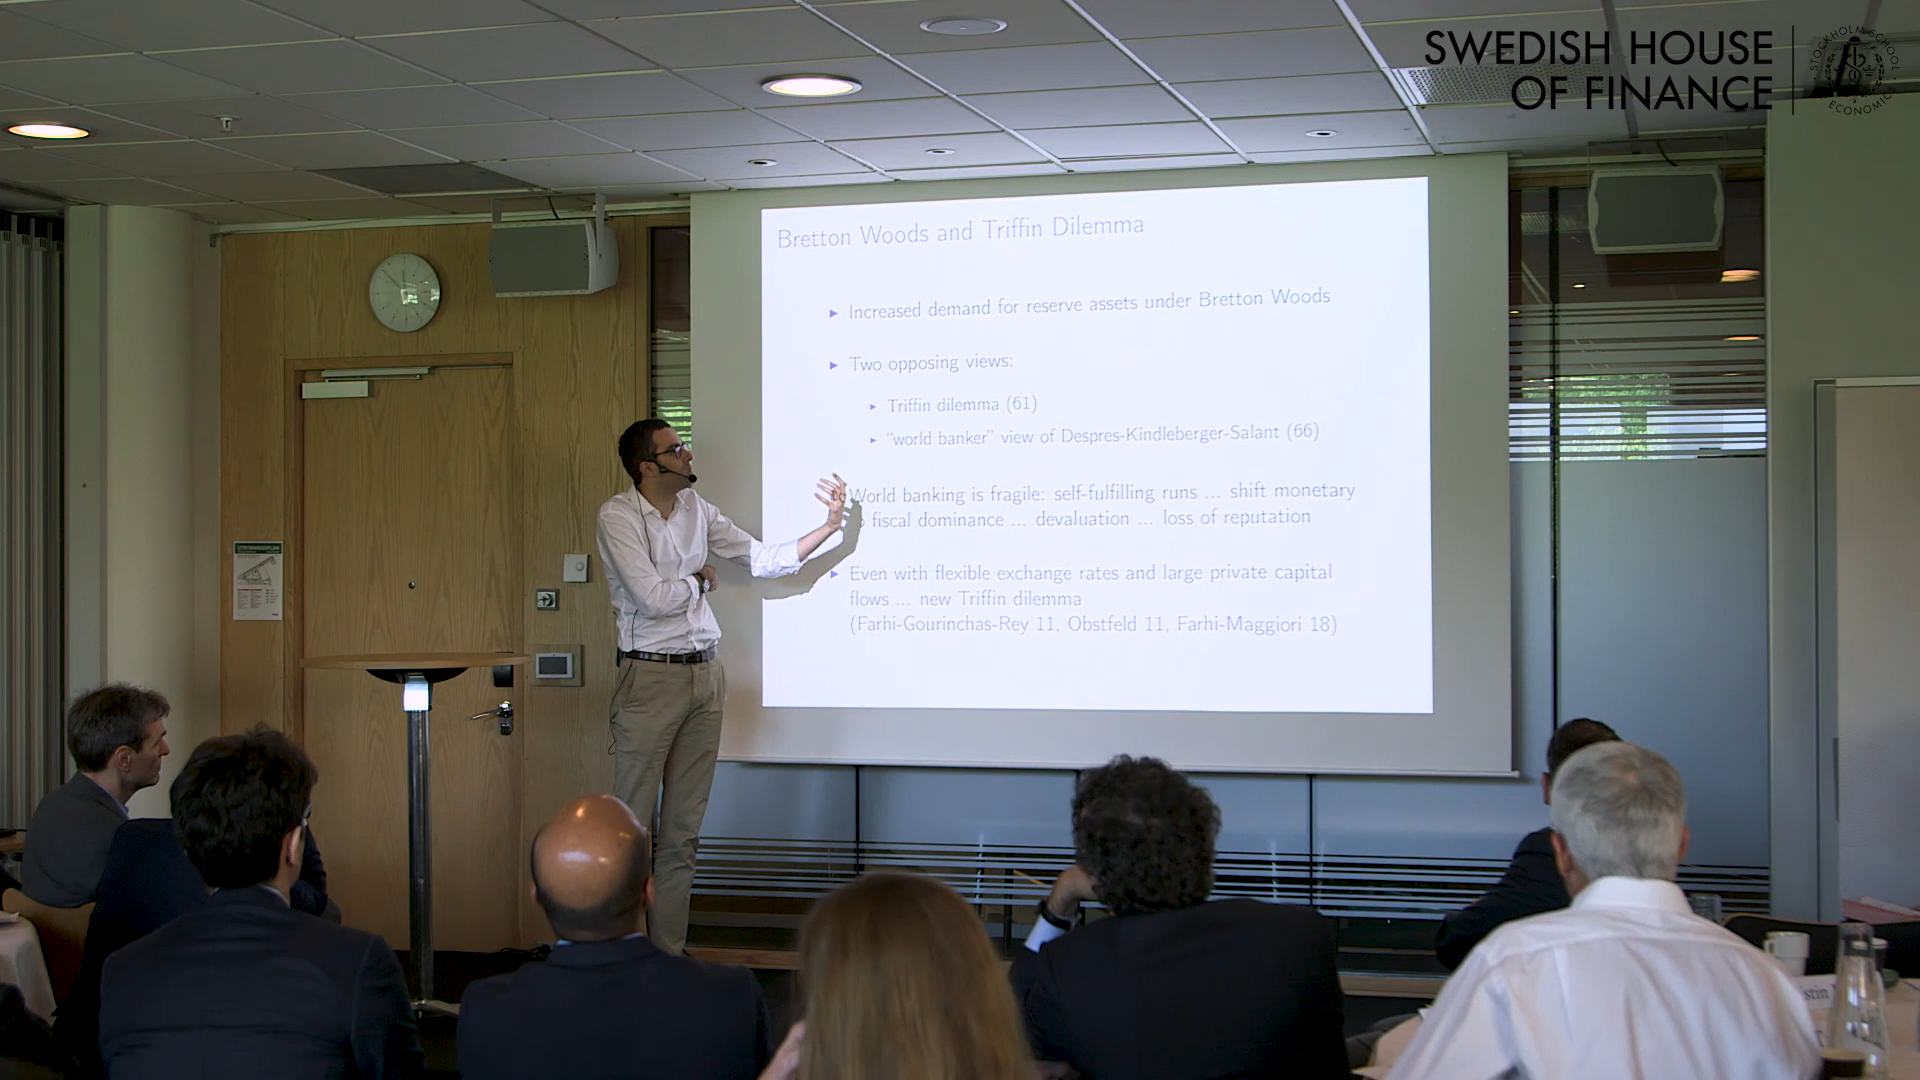 SWEDISH HOUSE
OF FINANCE
STOCKHOLM SCHOOL
ECONOMICS
Bretton Woods and Triffin Dilemma
▸ Increased demand for reserve assets under Bretton Woods
▸ Two opposing views:
▸ Triffin dilemma (61)
▸ “world banker” view of Despres-Kindleberger-Salant (66)
World banking is fragile: self-fulfilling runs ... shift monetary
fiscal dominance ... devaluation ... loss of reputation
▸ Even with flexible exchange rates and large private capital
flows ... new Triffin dilemma
(Farhi-Gourinchas-Rey 11, Obstfeld 11, Farhi-Maggiori 18)